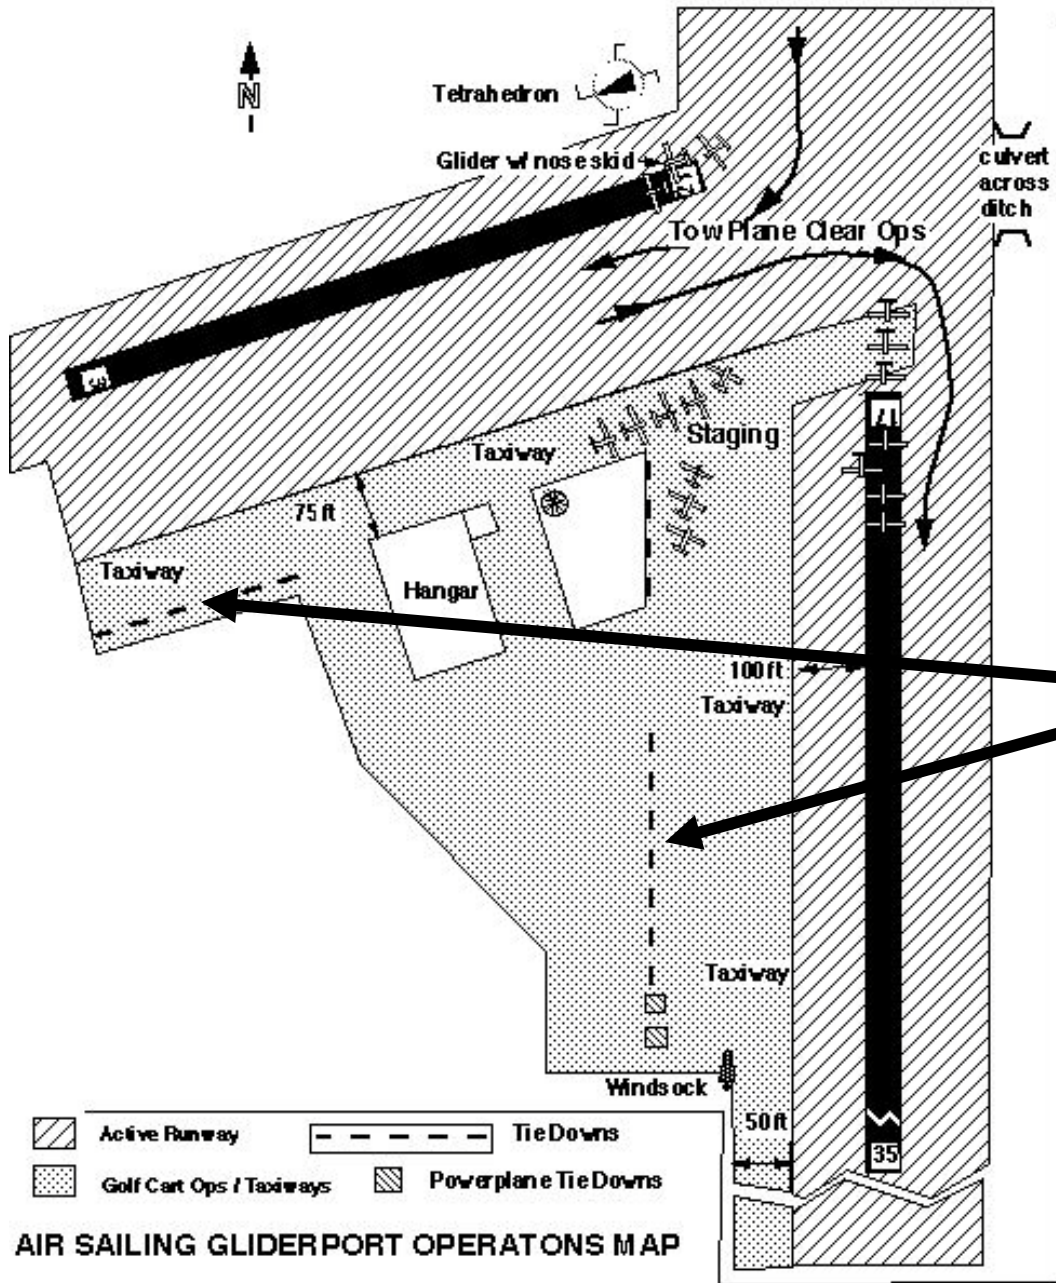 N
Tetrahedron
Glider w/ nose skid
culvert
across
ditch
Tow Plane Clear Ops
17
Staging
Taxiway
75 ft
Taxiway
Hangar
100 ft
Taxiway
Taxiway
Windsock
50 ft
35
Active Runway
Tie Downs
Golf Cart Ops / Taxiways
Powerplane Tie Downs
AIR SAILING GLIDERPORT OPERATONS MAP